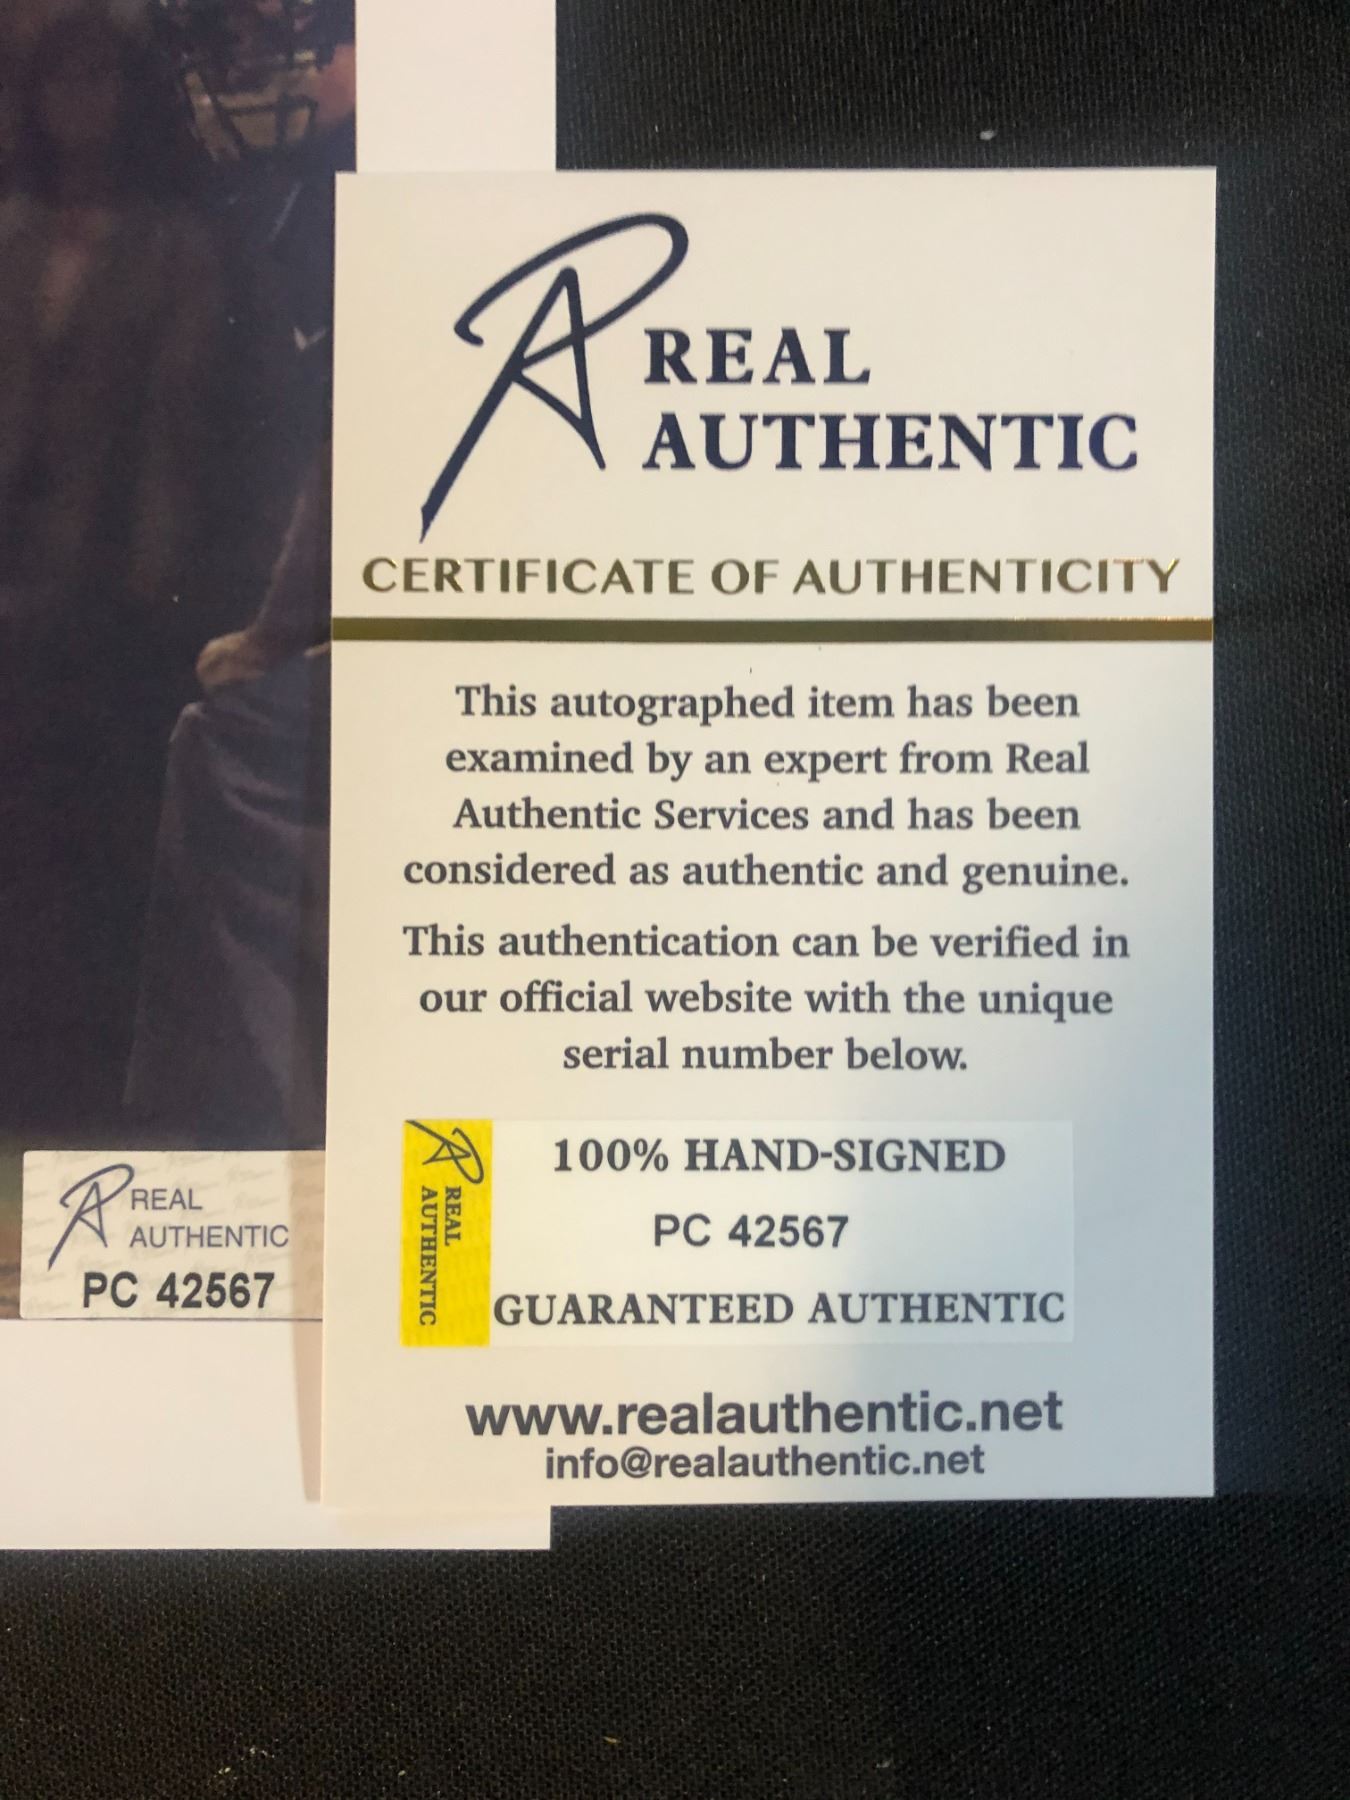 REAL
AUTHENTIC
CERTIFICATE OF AUTHENTICITY
This autographed item has been
examined by an expert from Real
Authentic Services and has been
considered as authentic and genuine.
This authentication can be verified in
our official website with the unique
serial number below.
REAL
AUTHENTIC
100% HAND-SIGNED
PC 42567
GUARANTEED AUTHENTIC
www.realauthentic.net
info@realauthentic.net
REAL
AUTHENTIC
PC 42567